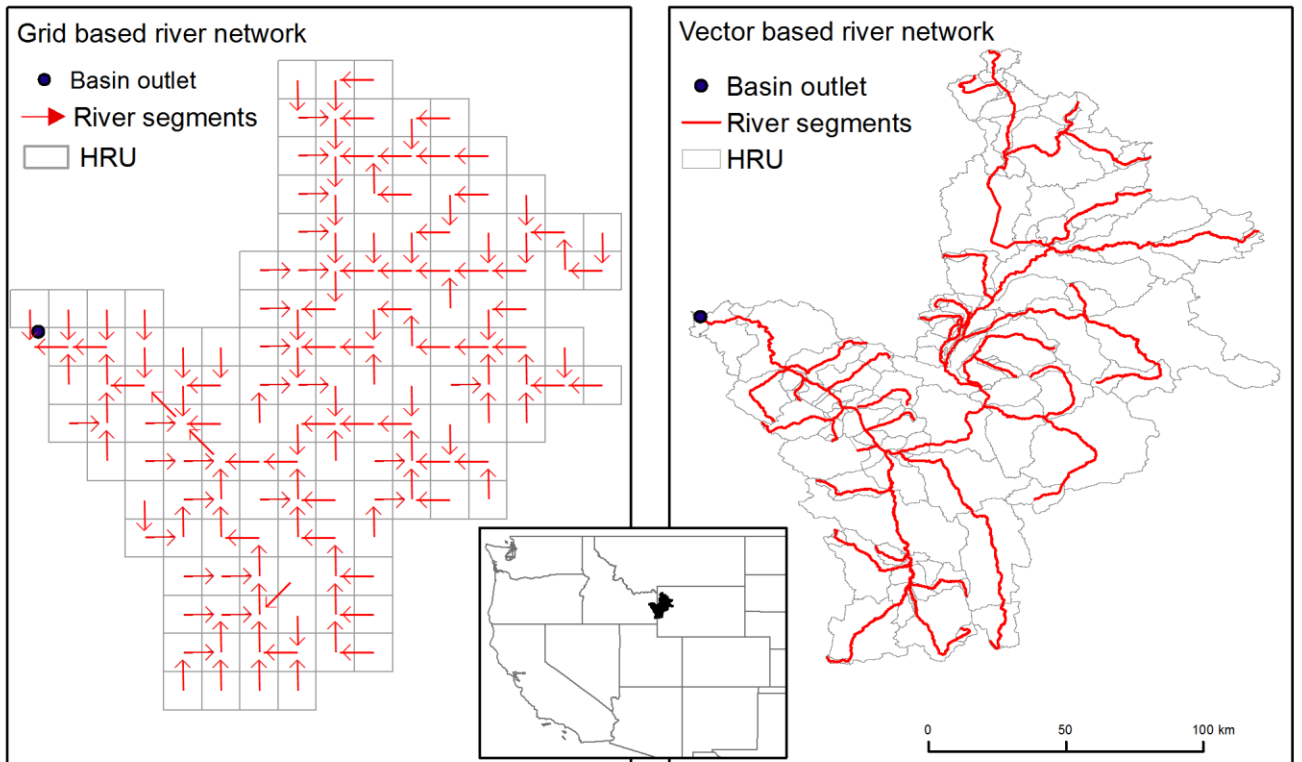 Grid based river network
Basin outlet
River segments
HRU
Vector based river network
Basin outlet
River segments
HRU
0 50 100 km